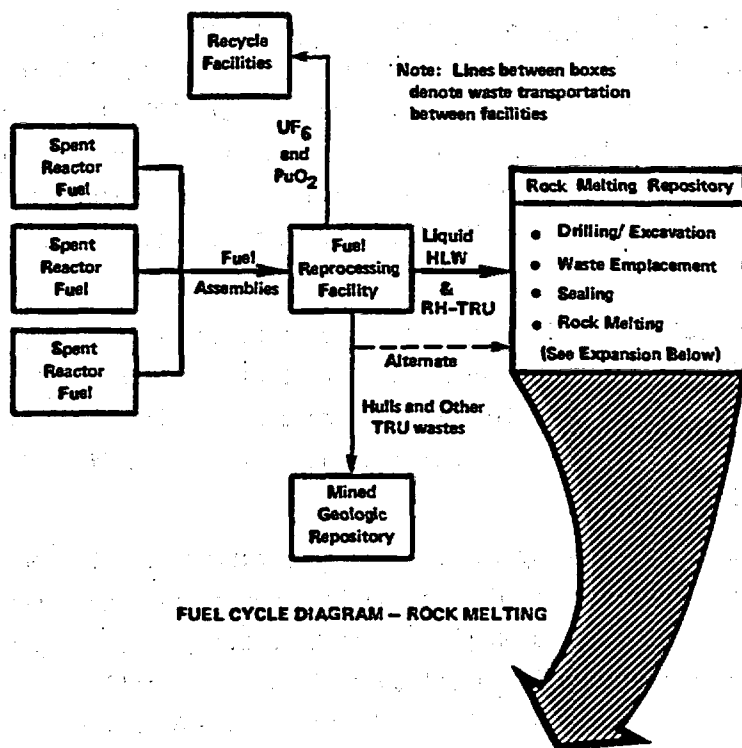 Recycle
Facilities
Note: Lines between boxes
denote waste transportation
between facilities
UF6
and
PuO2
Spent
Reactor
Fuel
Spent
Reactor
Fuel
Spent
Reactor
Fuel
Fuel
Assemblies
Fuel
Reprocessing
Facility
Liquid
HLW
&
RH-TRU
Rock Melting Repository
• Drilling/ Excavation
• Waste Emplacement
• Sealing
• Rock Melting
(See Expansion Below)
Alternate
Hulls and Other
TRU wastes
Mined
Geologic
Repository
FUEL CYCLE DIAGRAM – ROCK MELTING